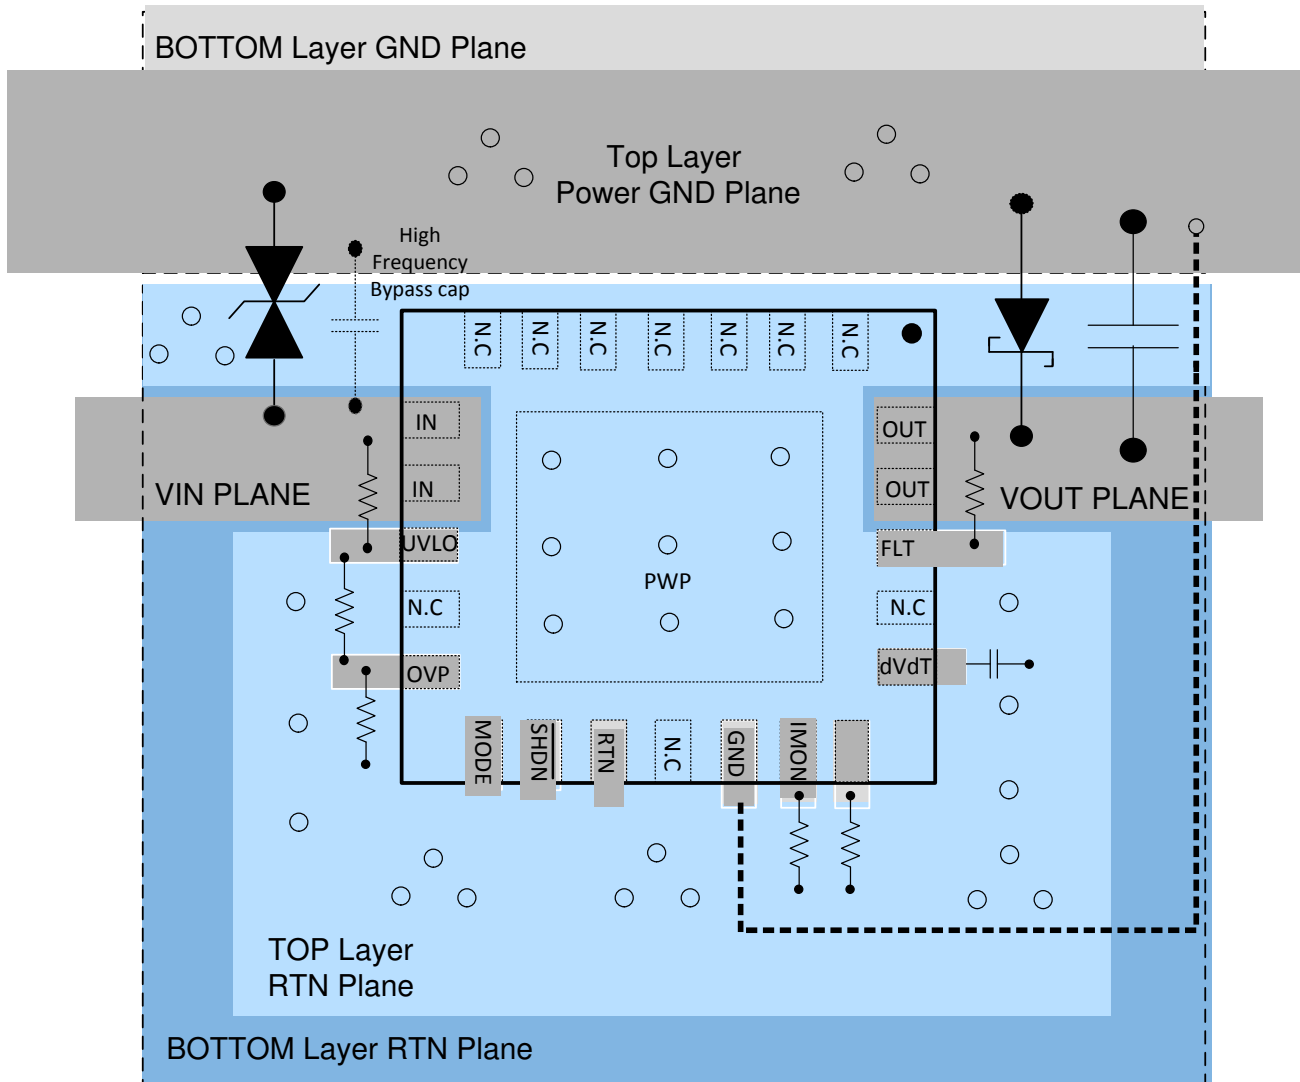 BOTTOM Layer GND Plane
Top Layer
Power GND Plane
High
Frequency
Bypass cap
N.C
N.C
N.C
N.C
N.C
N.C
N.C
IN
OUT
IN
OUT
VIN PLANE
VOUT PLANE
UVLO
FLT
PWP
N.C
N.C
OVP
dVdT
MODE
SHDN
RTN
N.C
GND
IMON
TOP Layer
RTN Plane
BOTTOM Layer RTN Plane